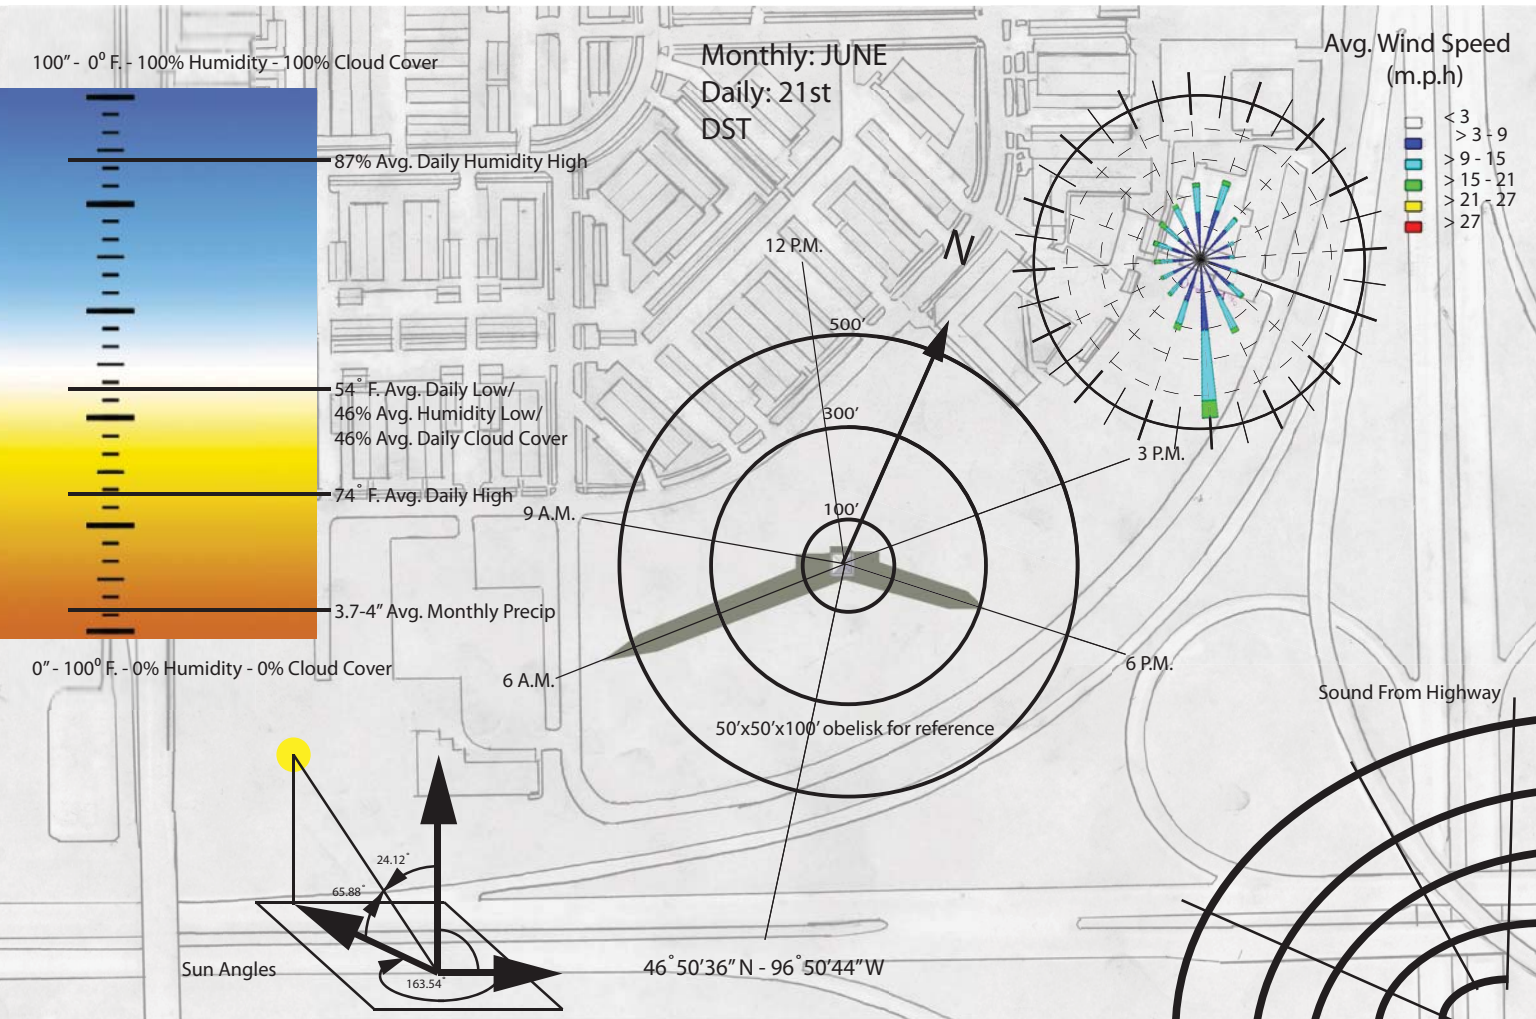 100” - 0⁰ F. - 100% Humidity - 100% Cloud Cover
87% Avg. Daily Humidity High
54° F. Avg. Daily Low/
46% Avg. Humidity Low/
46% Avg. Daily Cloud Cover
74° F. Avg. Daily High
3.7-4” Avg. Monthly Precip
0” - 100⁰ F. - 0% Humidity - 0% Cloud Cover
Monthly: JUNE
Daily: 21st
DST
Avg. Wind Speed
(m.p.h)
< 3
> 3 - 9
> 9 - 15
> 15 - 21
> 21 - 27
> 27
N
12 P.M.
500’
300’
100’
3 P.M.
9 A.M.
6 A.M.
6 P.M.
50’x50’x100’ obelisk for reference
46°50’36” N - 96°50’44” W
Sound From Highway
24.12°
65.88°
163.54°
Sun Angles